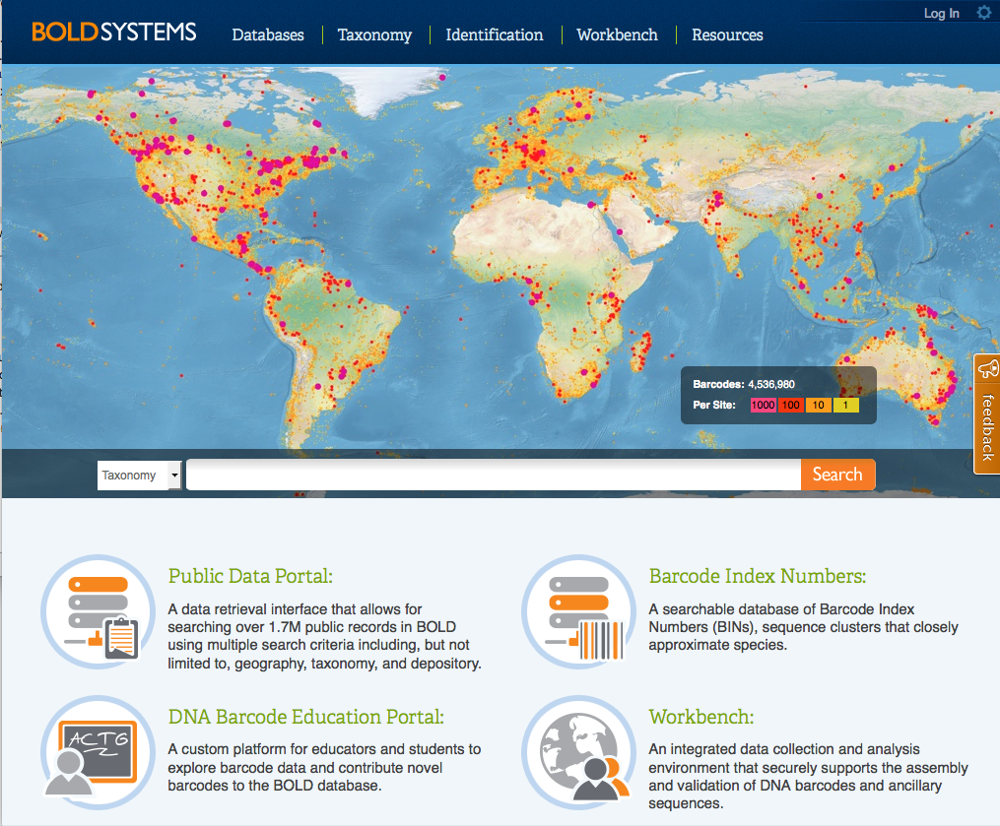 BOLDSYSTEMS Databases Taxonomy Identification Workbench Resources Log In
Barcodes: 4,536,980
Per Site: 1000 100 10 1
feedback
Taxonomy Search
Public Data Portal:
A data retrieval interface that allows for
searching over 1.7M public records in BOLD
using multiple search criteria including, but not
limited to, geography, taxonomy, and depository.
Barcode Index Numbers:
A searchable database of Barcode Index
Numbers (BINs), sequence clusters that closely
approximate species.
ACTG
DNA Barcode Education Portal:
A custom platform for educators and students to
explore barcode data and contribute novel
barcodes to the BOLD database.
Workbench:
An integrated data collection and analysis
environment that securely supports the assembly
and validation of DNA barcodes and ancillary
sequences.